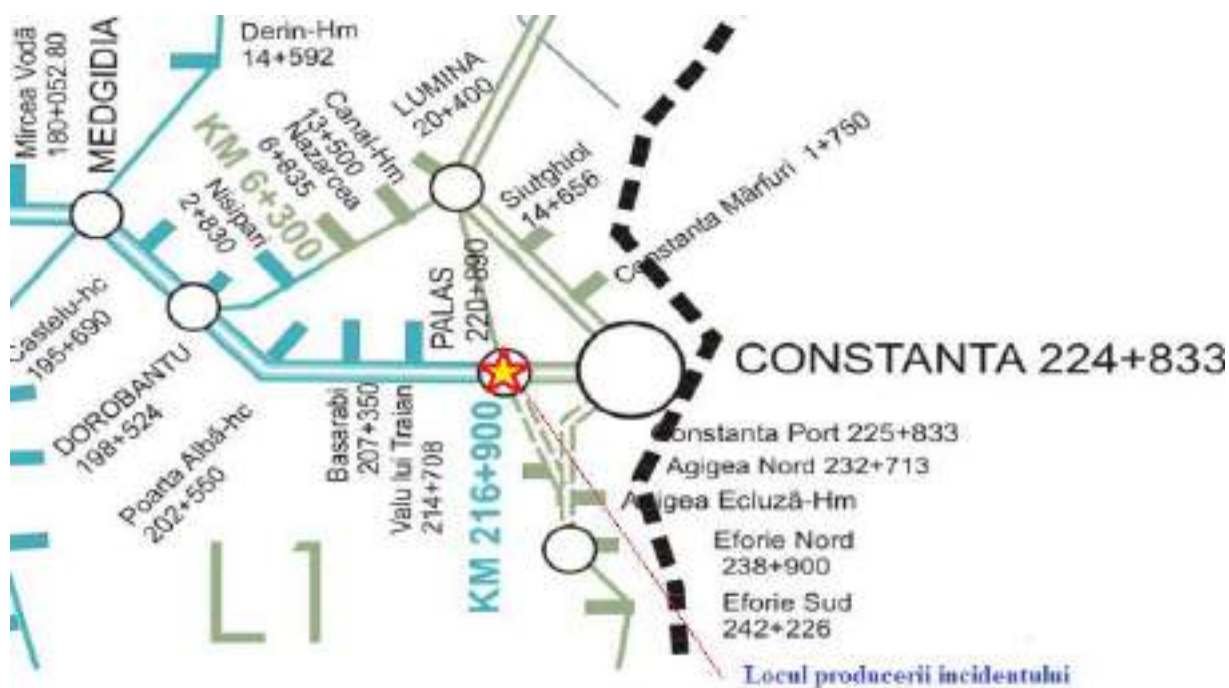 Mircea Vodă
180+052.80
MEDGIDIA
Derin-Hm
14+592
KM 6+300
Canal-Hm
13+500
Nazarcea
6+835
LUMINA
20+400
Nisipari
2+830
Siutghiol
14+656
Constanta Mărfuri 1+750
PALAS
220+890
Castelu-hc
195+690
DOROBANTU
198+524
Poarta Albă-hc
202+550
Basarabi
207+350
Valu lui Traian
214+708
KM 216+900
CONSTANTA 224+833
Constanta Port 225+833
Agigea Nord 232+713
Agigea Ecluză-Hm
Eforie Nord
238+900
Eforie Sud
242+226
L1
Locul producerii incidentului